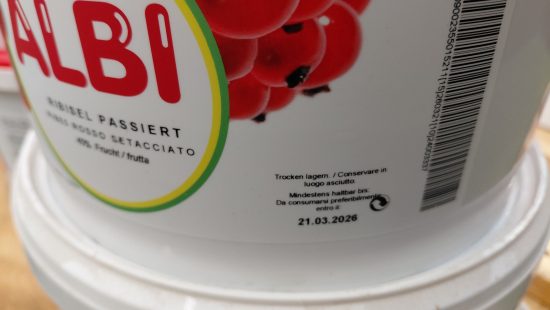 ALBI
RIBISEL PASSIERT
RIBES ROSSO SETACCIATO
45% Frucht / frutta
Trocken lagern. / Conservare in
luogo asciutto.
Mindestens haltbar bis:
Da consumarsi preferibilmente
entro il:
21.03.2026